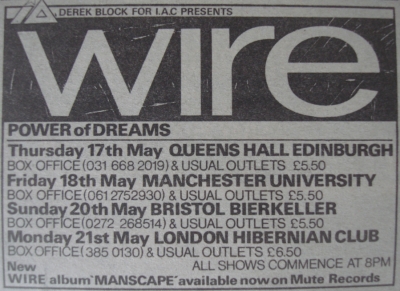 DEREK BLOCK FOR I.A.C PRESENTS
wire
POWER of DREAMS
Thursday 17th May QUEENS HALL EDINBURGH
BOX OFFICE (031 668 2019) & USUAL OUTLETS £5.50
Friday 18th May MANCHESTER UNIVERSITY
BOX OFFICE (061 2752930) & USUAL OUTLETS £5.50
Sunday 20th May BRISTOL BIERKELLER
BOX OFFICE (0272 268514) & USUAL OUTLETS £5.50
Monday 21st May LONDON HIBERNIAN CLUB
BOX OFFICE (385 0130) & USUAL OUTLETS £6.50
New ALL SHOWS COMMENCE AT 8PM
WIRE album 'MANSCAPE' available now on Mute Records